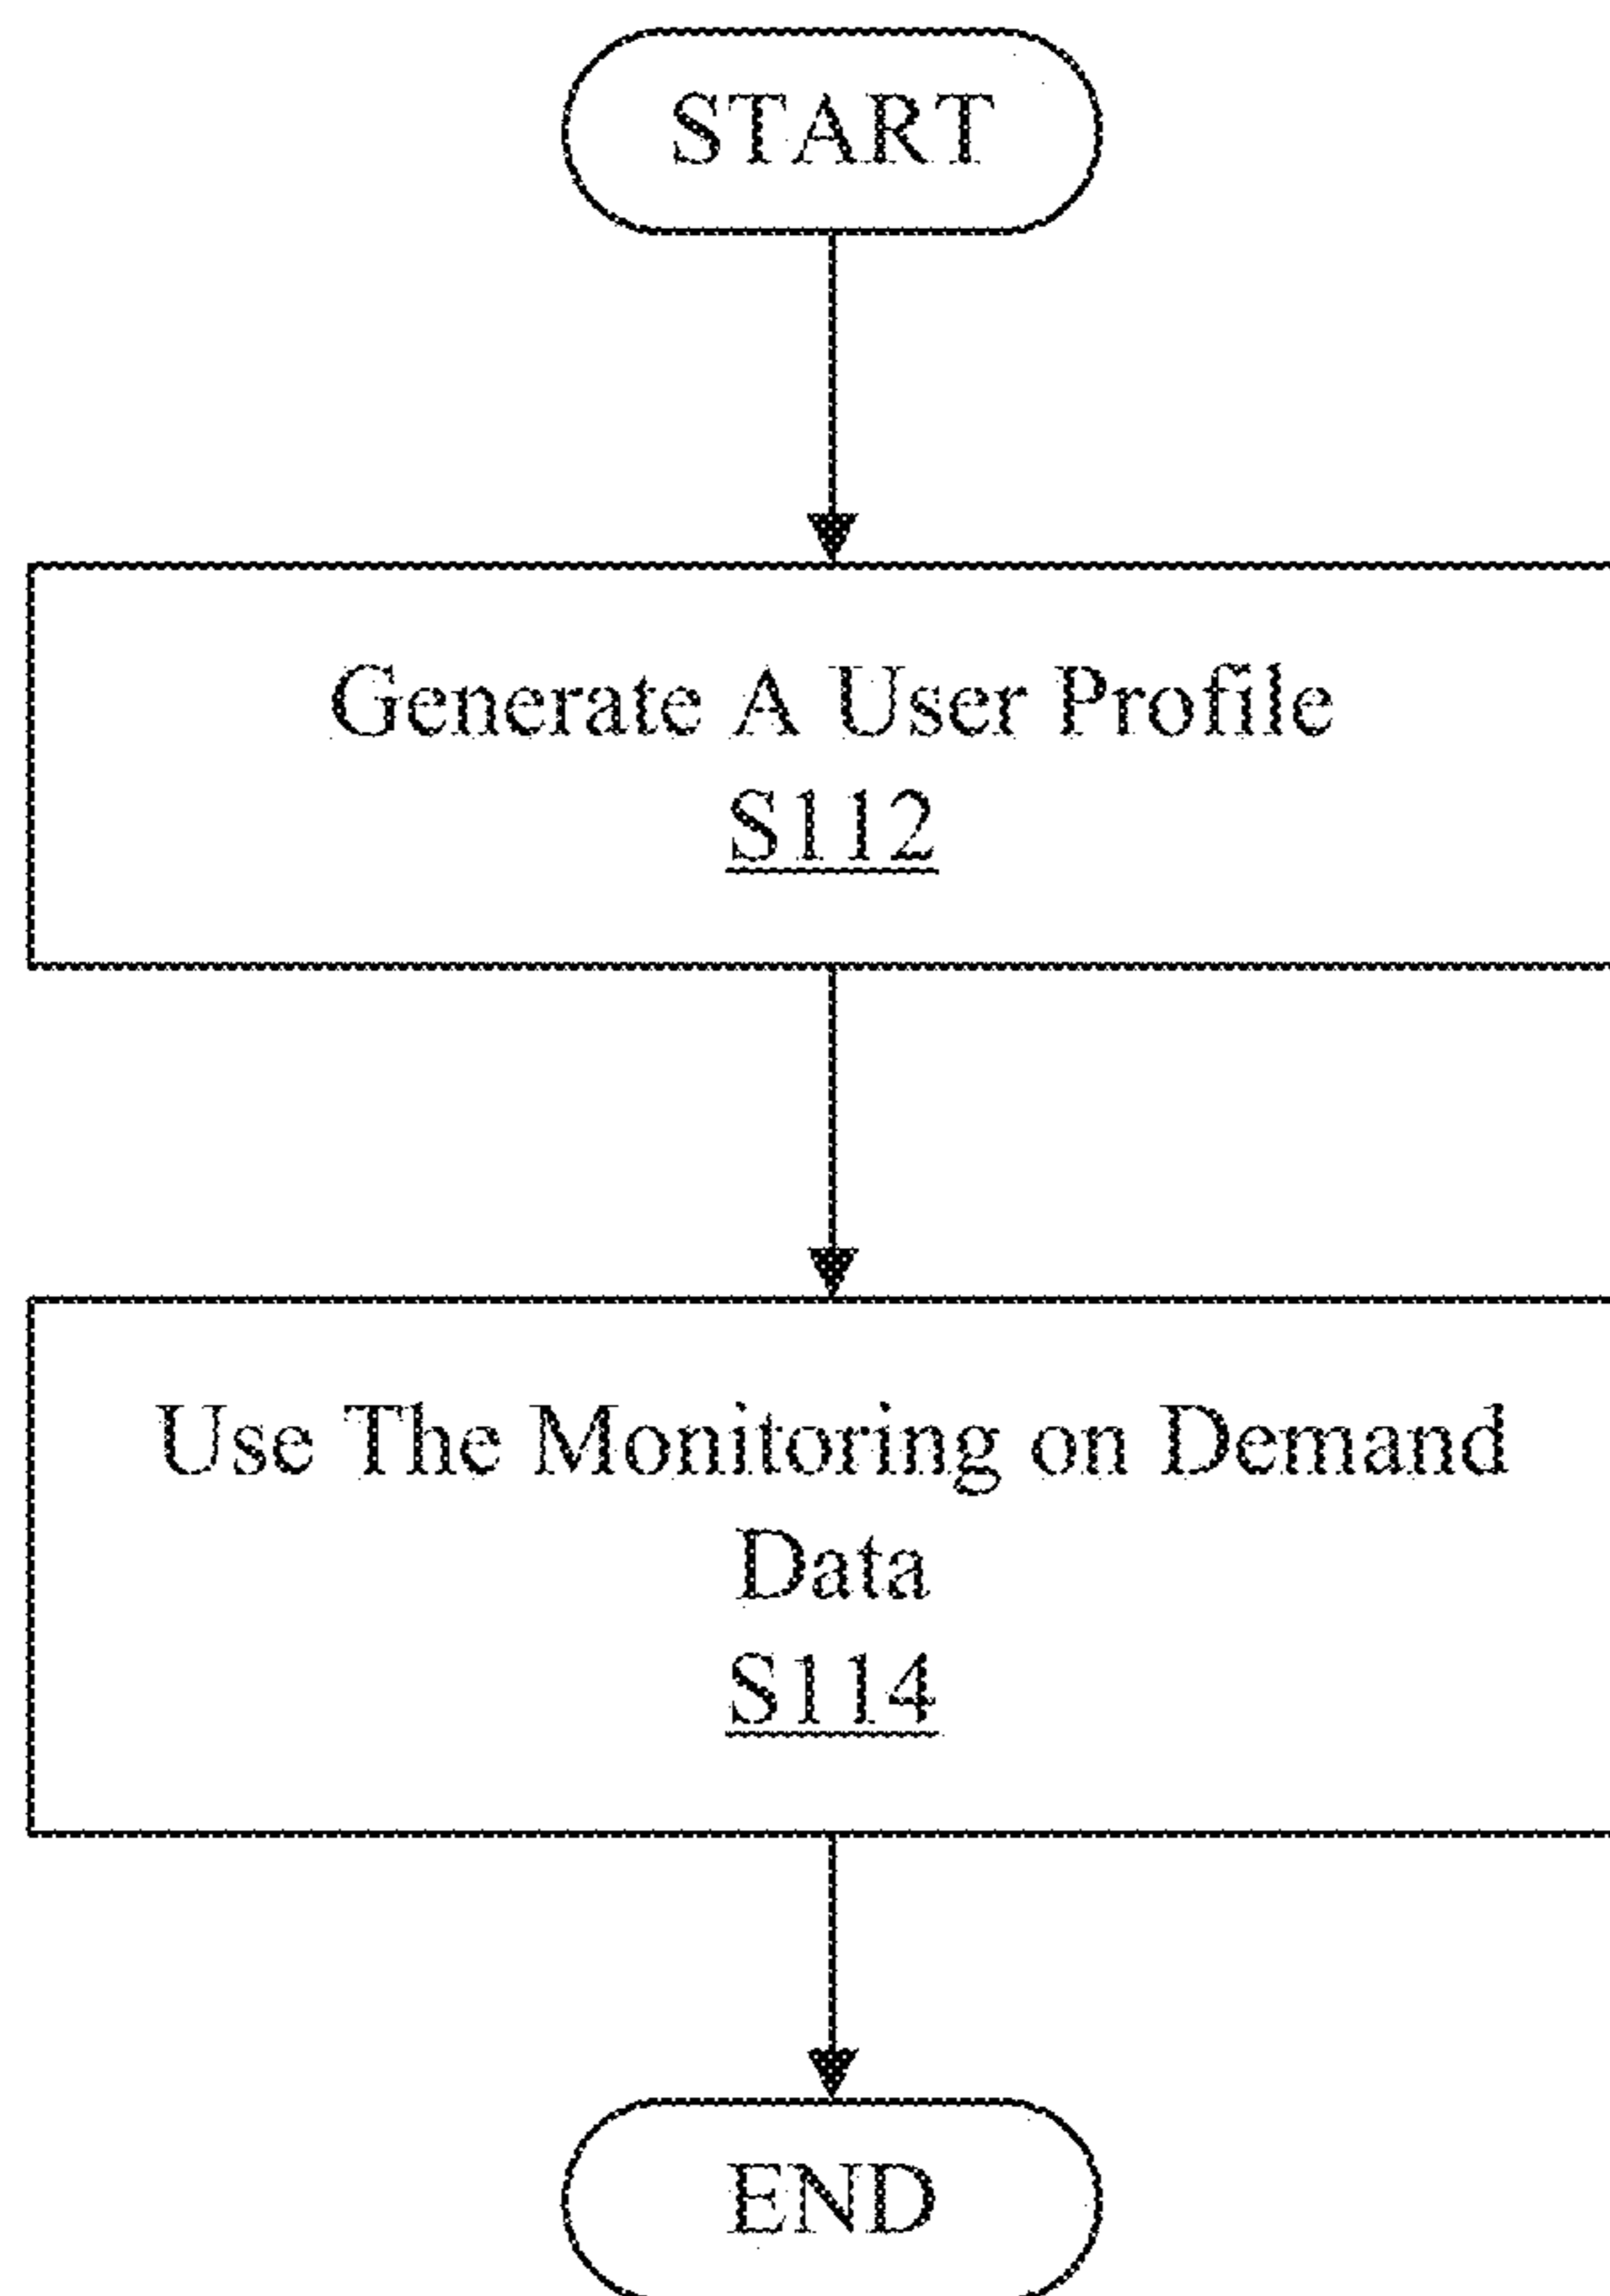 START
Generate A User Profile
S112
Use The Monitoring on Demand
Data
S114
END